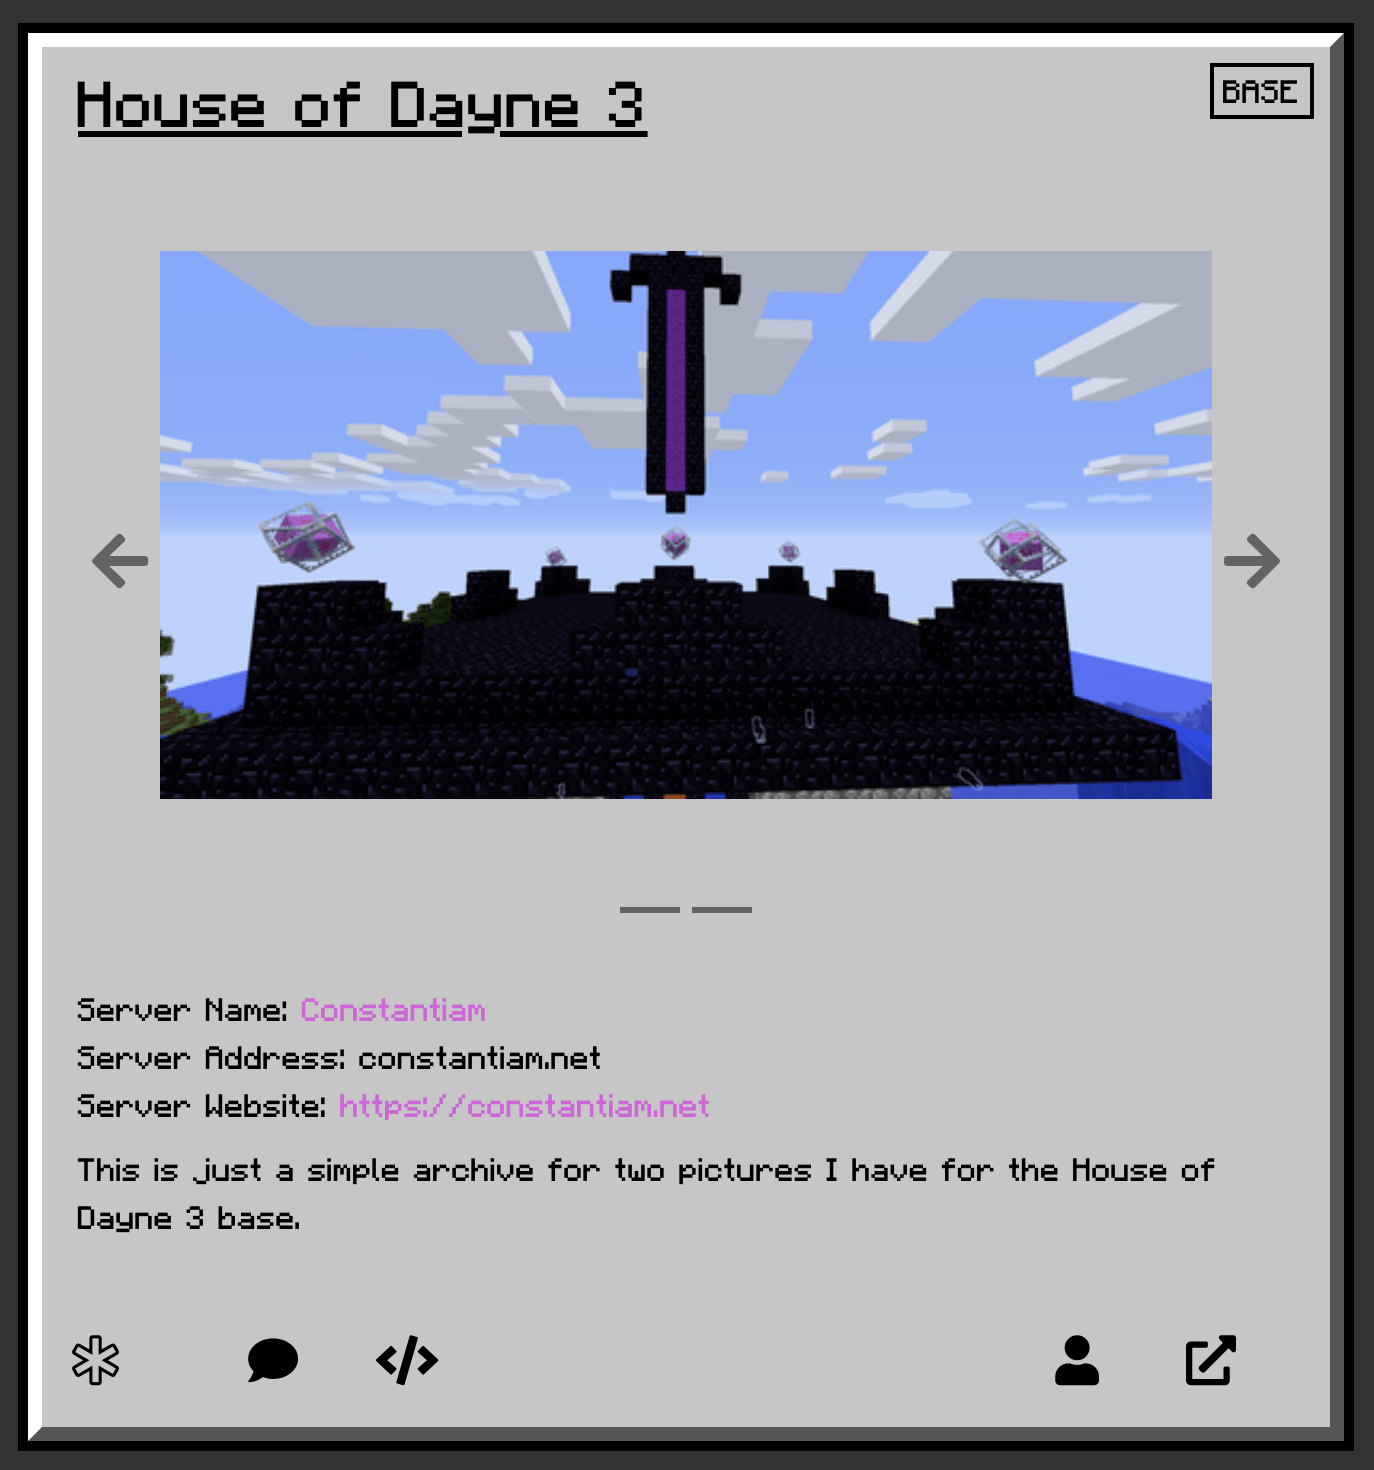 House of Dayne 3
BASE
Server Name: Constantiam
Server Address: constantiam.net
Server Website: https://constantiam.net
This is just a simple archive for two pictures I have for the House of
Dayne 3 base.